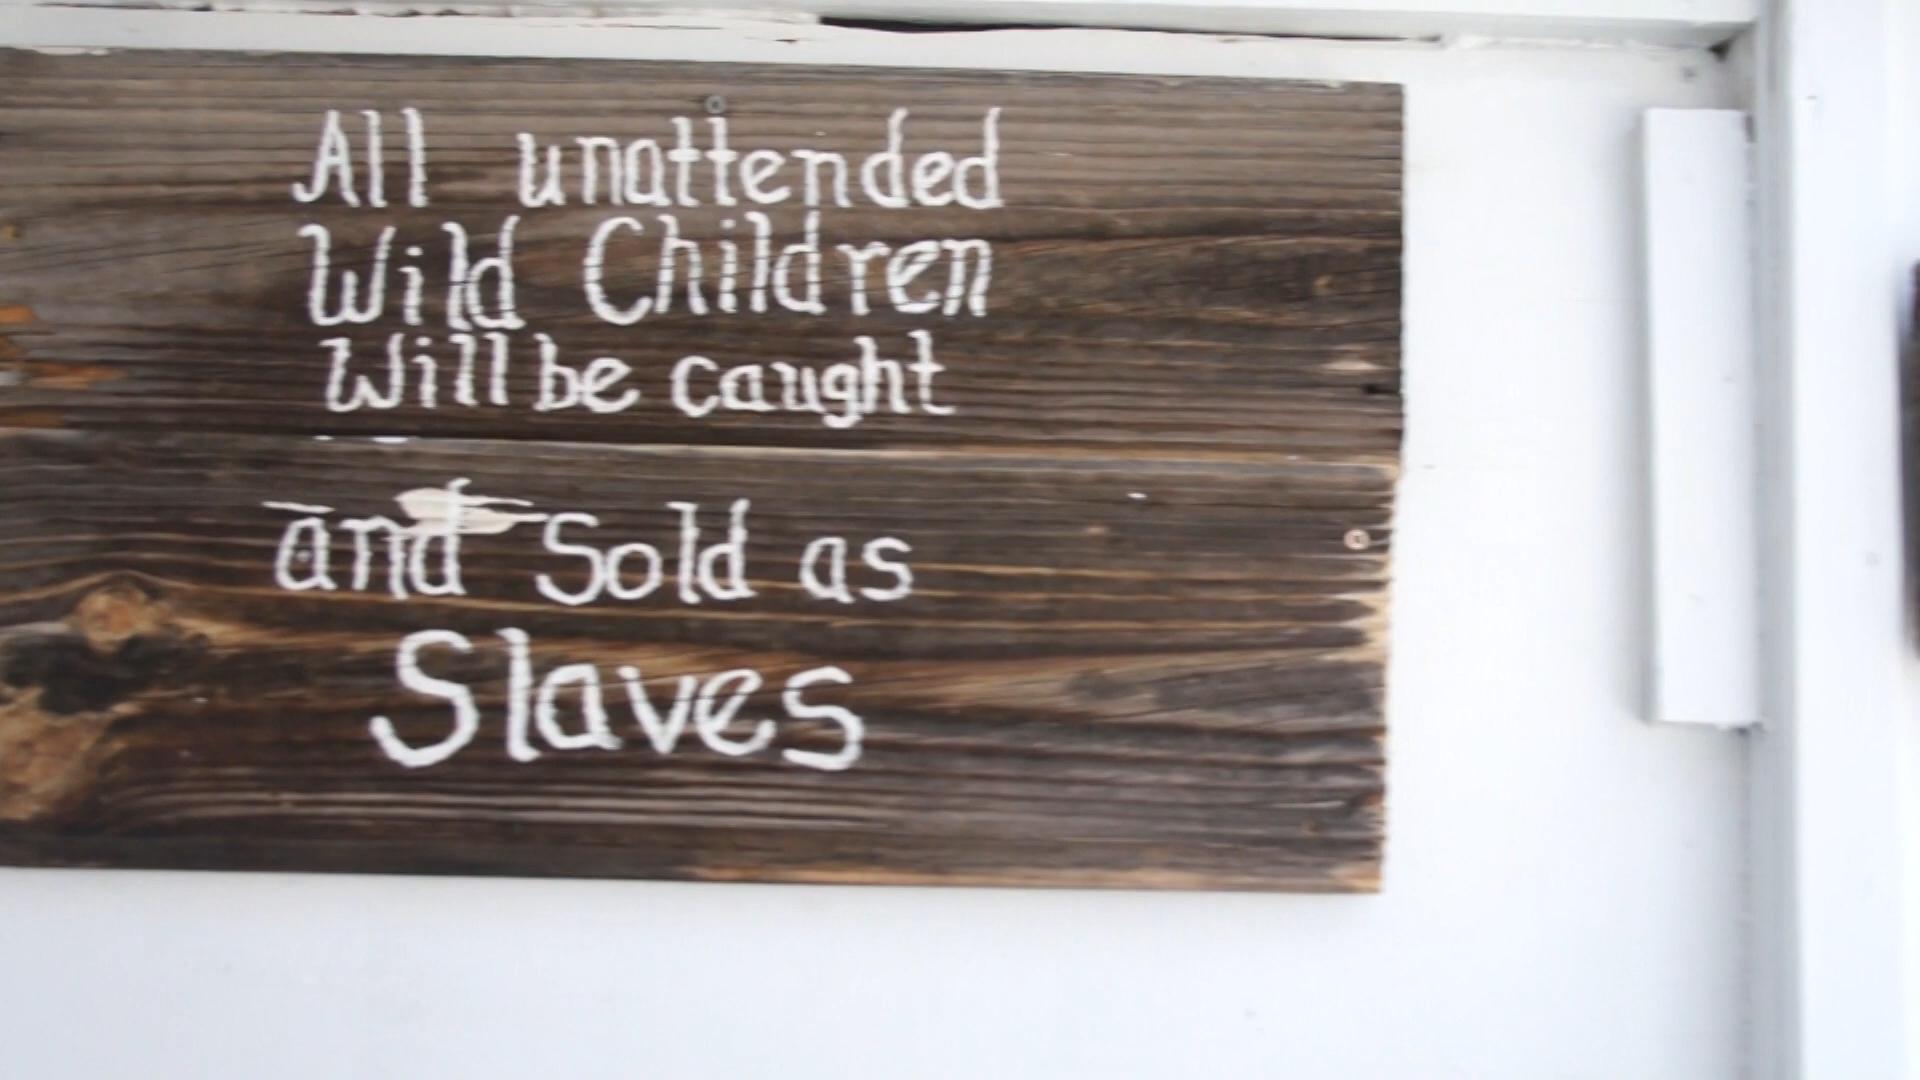 All unattended
Wild Children
Will be caught
and Sold as
Slaves